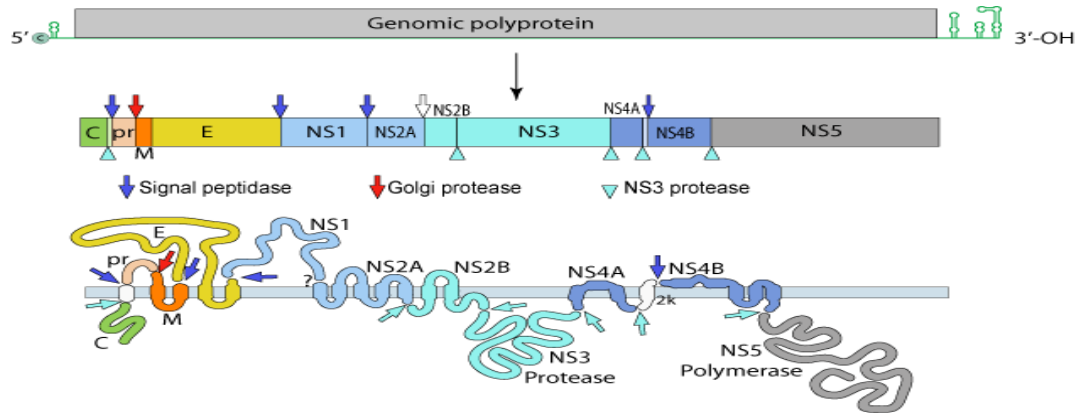 Genomic polyprotein
5′ C 3′-OH
NS2B NS4A
C pr M E NS1 NS2A NS3 NS4B NS5
Signal peptidase Golgi protease NS3 protease
NS1
E
pr ? NS2A NS2B NS4A NS4B
2k
M
C
NS3
Protease
NS5
Polymerase